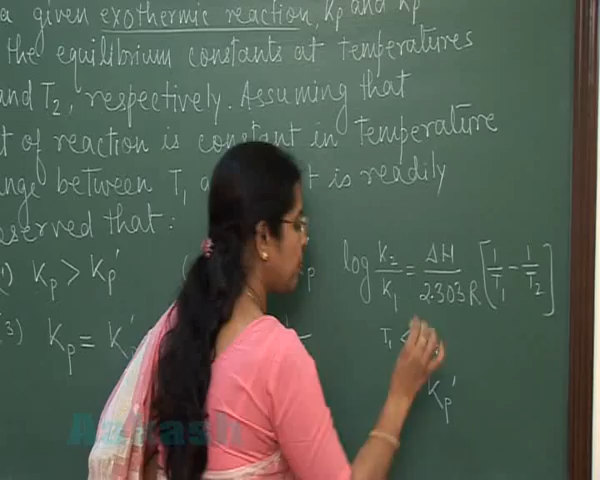 a given exothermic reaction, Kp and Kp
the equilibrium constants at temperatures
and T2, respectively. Assuming that
t of reaction is constant in temperature
nge between T1 a t is readily
served that:
1) Kp > Kp' ( p
(3) Kp = K'
log K2/K1 = ΔH/2.303R [1/T1 - 1/T2]
T1 <
Kp'
Aakash